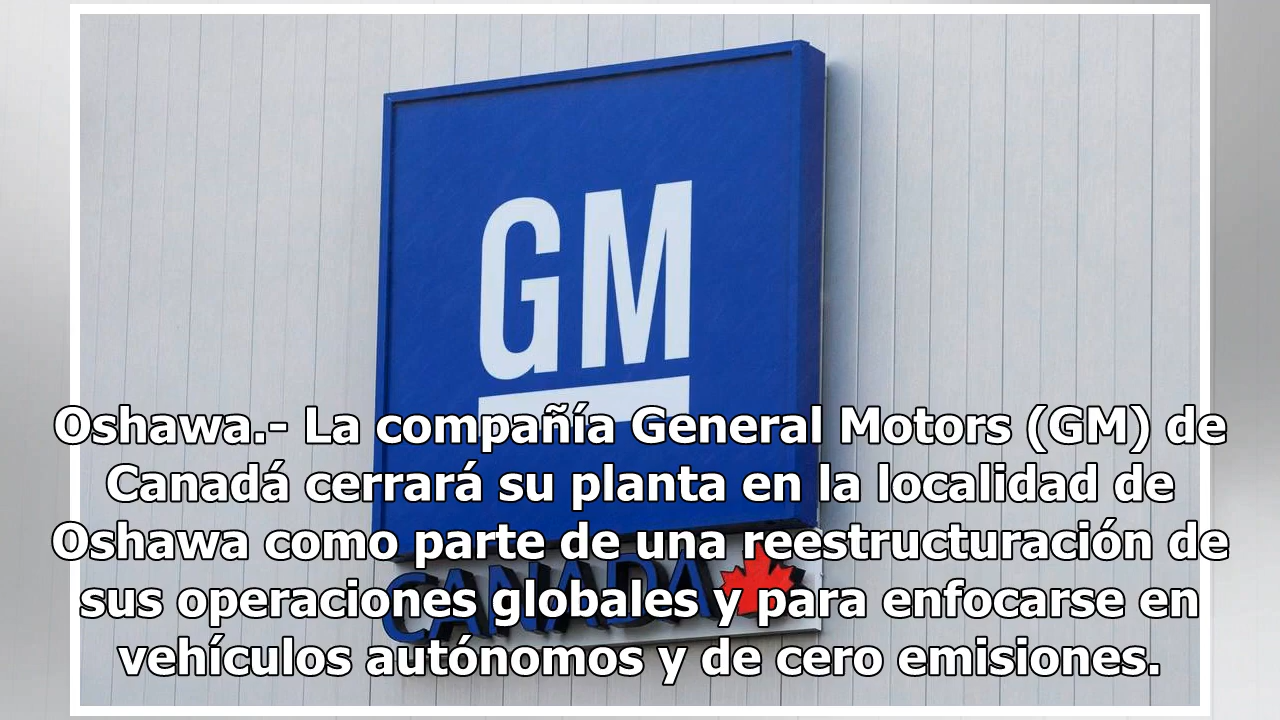 GM
CANADA
Oshawa.- La compañía General Motors (GM) de
Canadá cerrará su planta en la localidad de
Oshawa como parte de una reestructuración de
sus operaciones globales y para enfocarse en
vehículos autónomos y de cero emisiones.